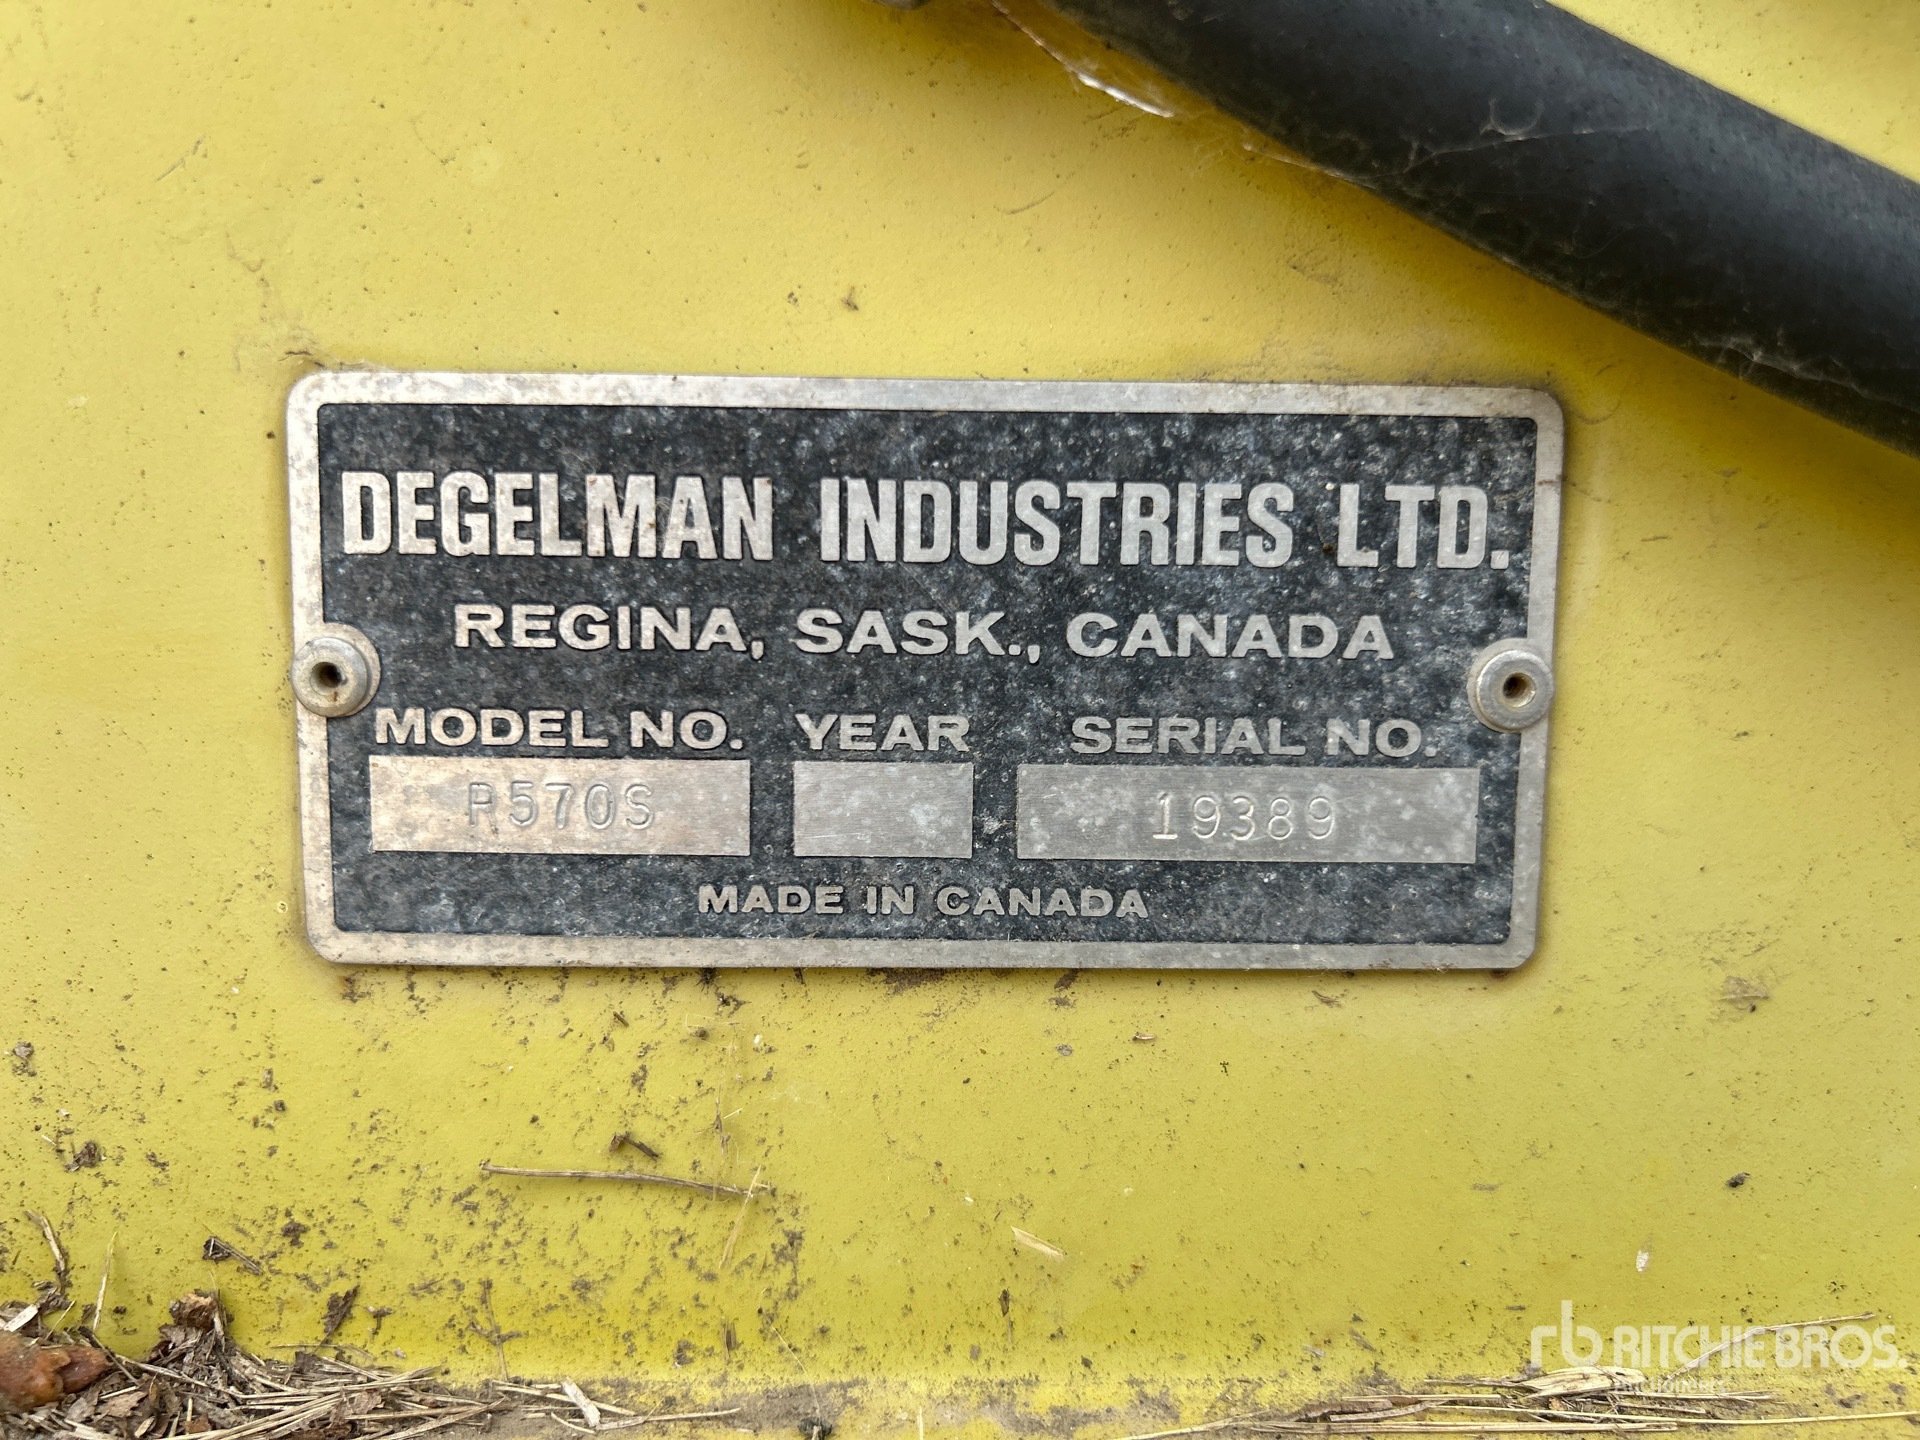 DEGELMAN INDUSTRIES LTD.
REGINA, SASK., CANADA
MODEL NO. YEAR SERIAL NO.
R570S 19389
MADE IN CANADA
rb RITCHIE BROS.
Auctioneers